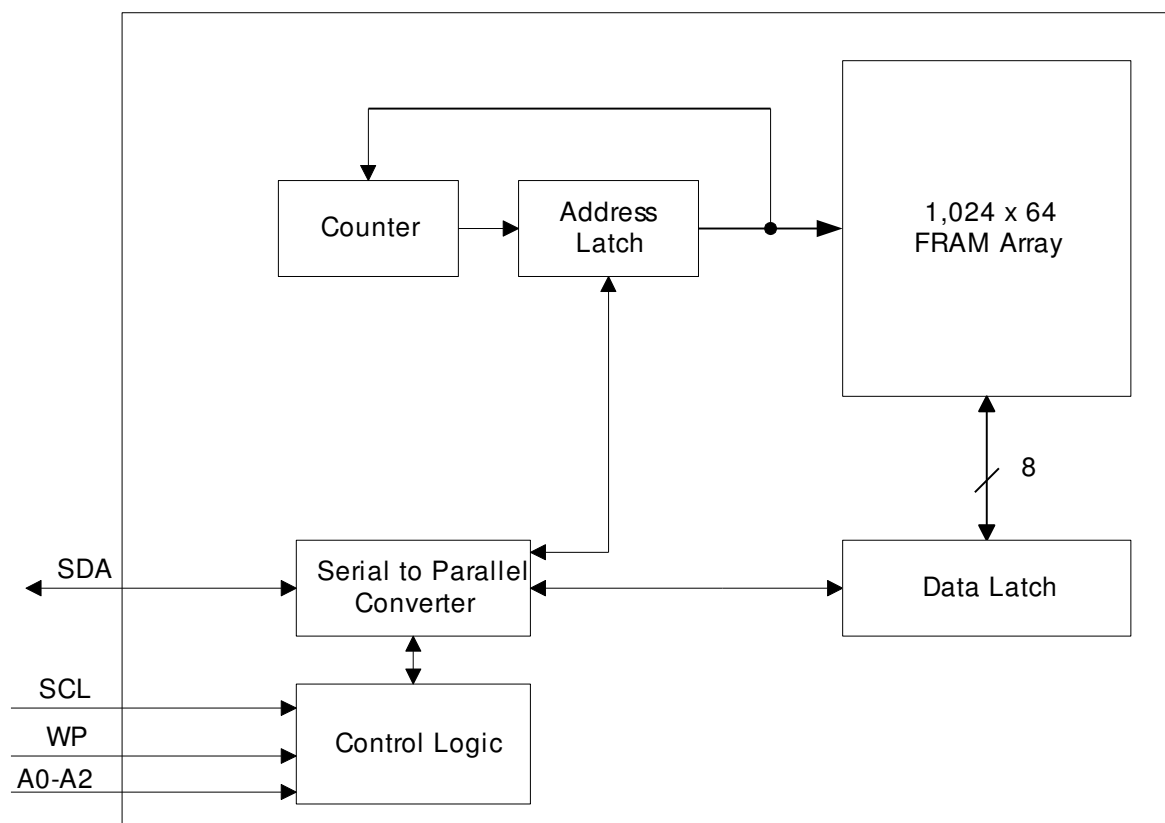 Counter
Address
Latch
1,024 x 64
FRAM Array
8
SDA
Serial to Parallel
Converter
Data Latch
SCL
WP
A0-A2
Control Logic